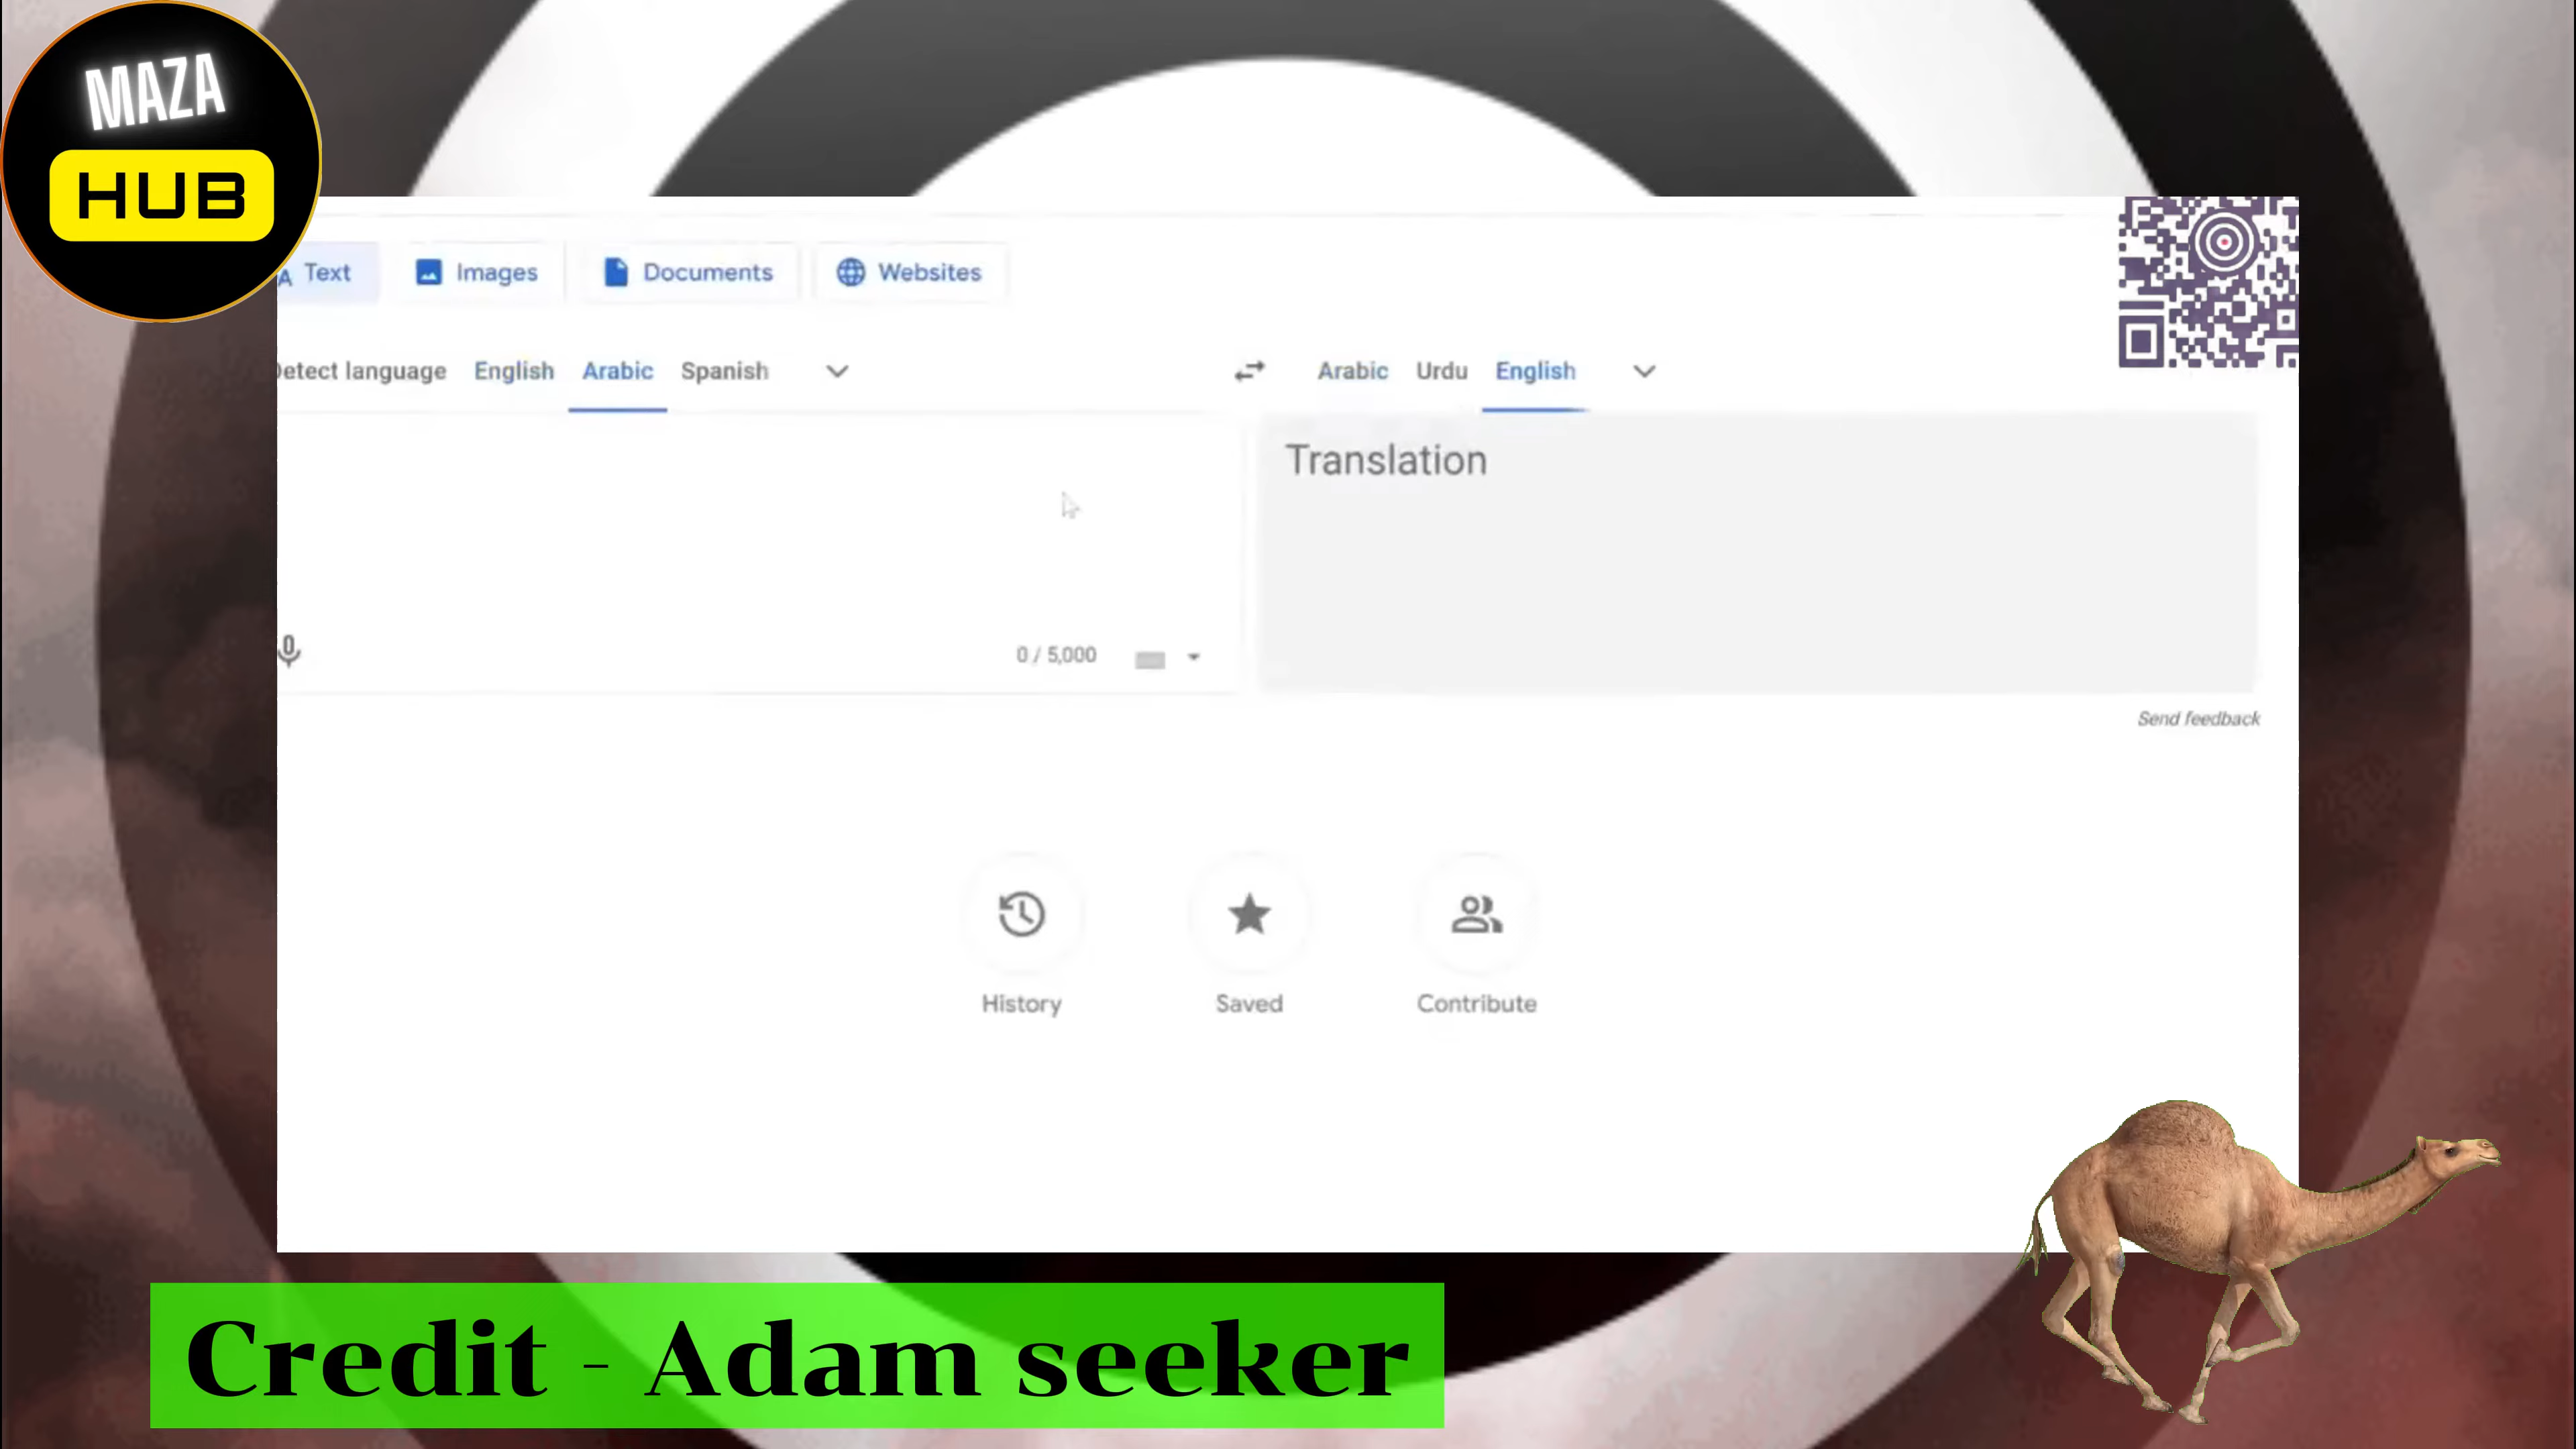 MAZA
HUB
Text
Images
Documents
Websites
Detect language
English
Arabic
Spanish
Arabic
Urdu
English
Translation
0 / 5,000
Send feedback
History
Saved
Contribute
Credit - Adam seeker